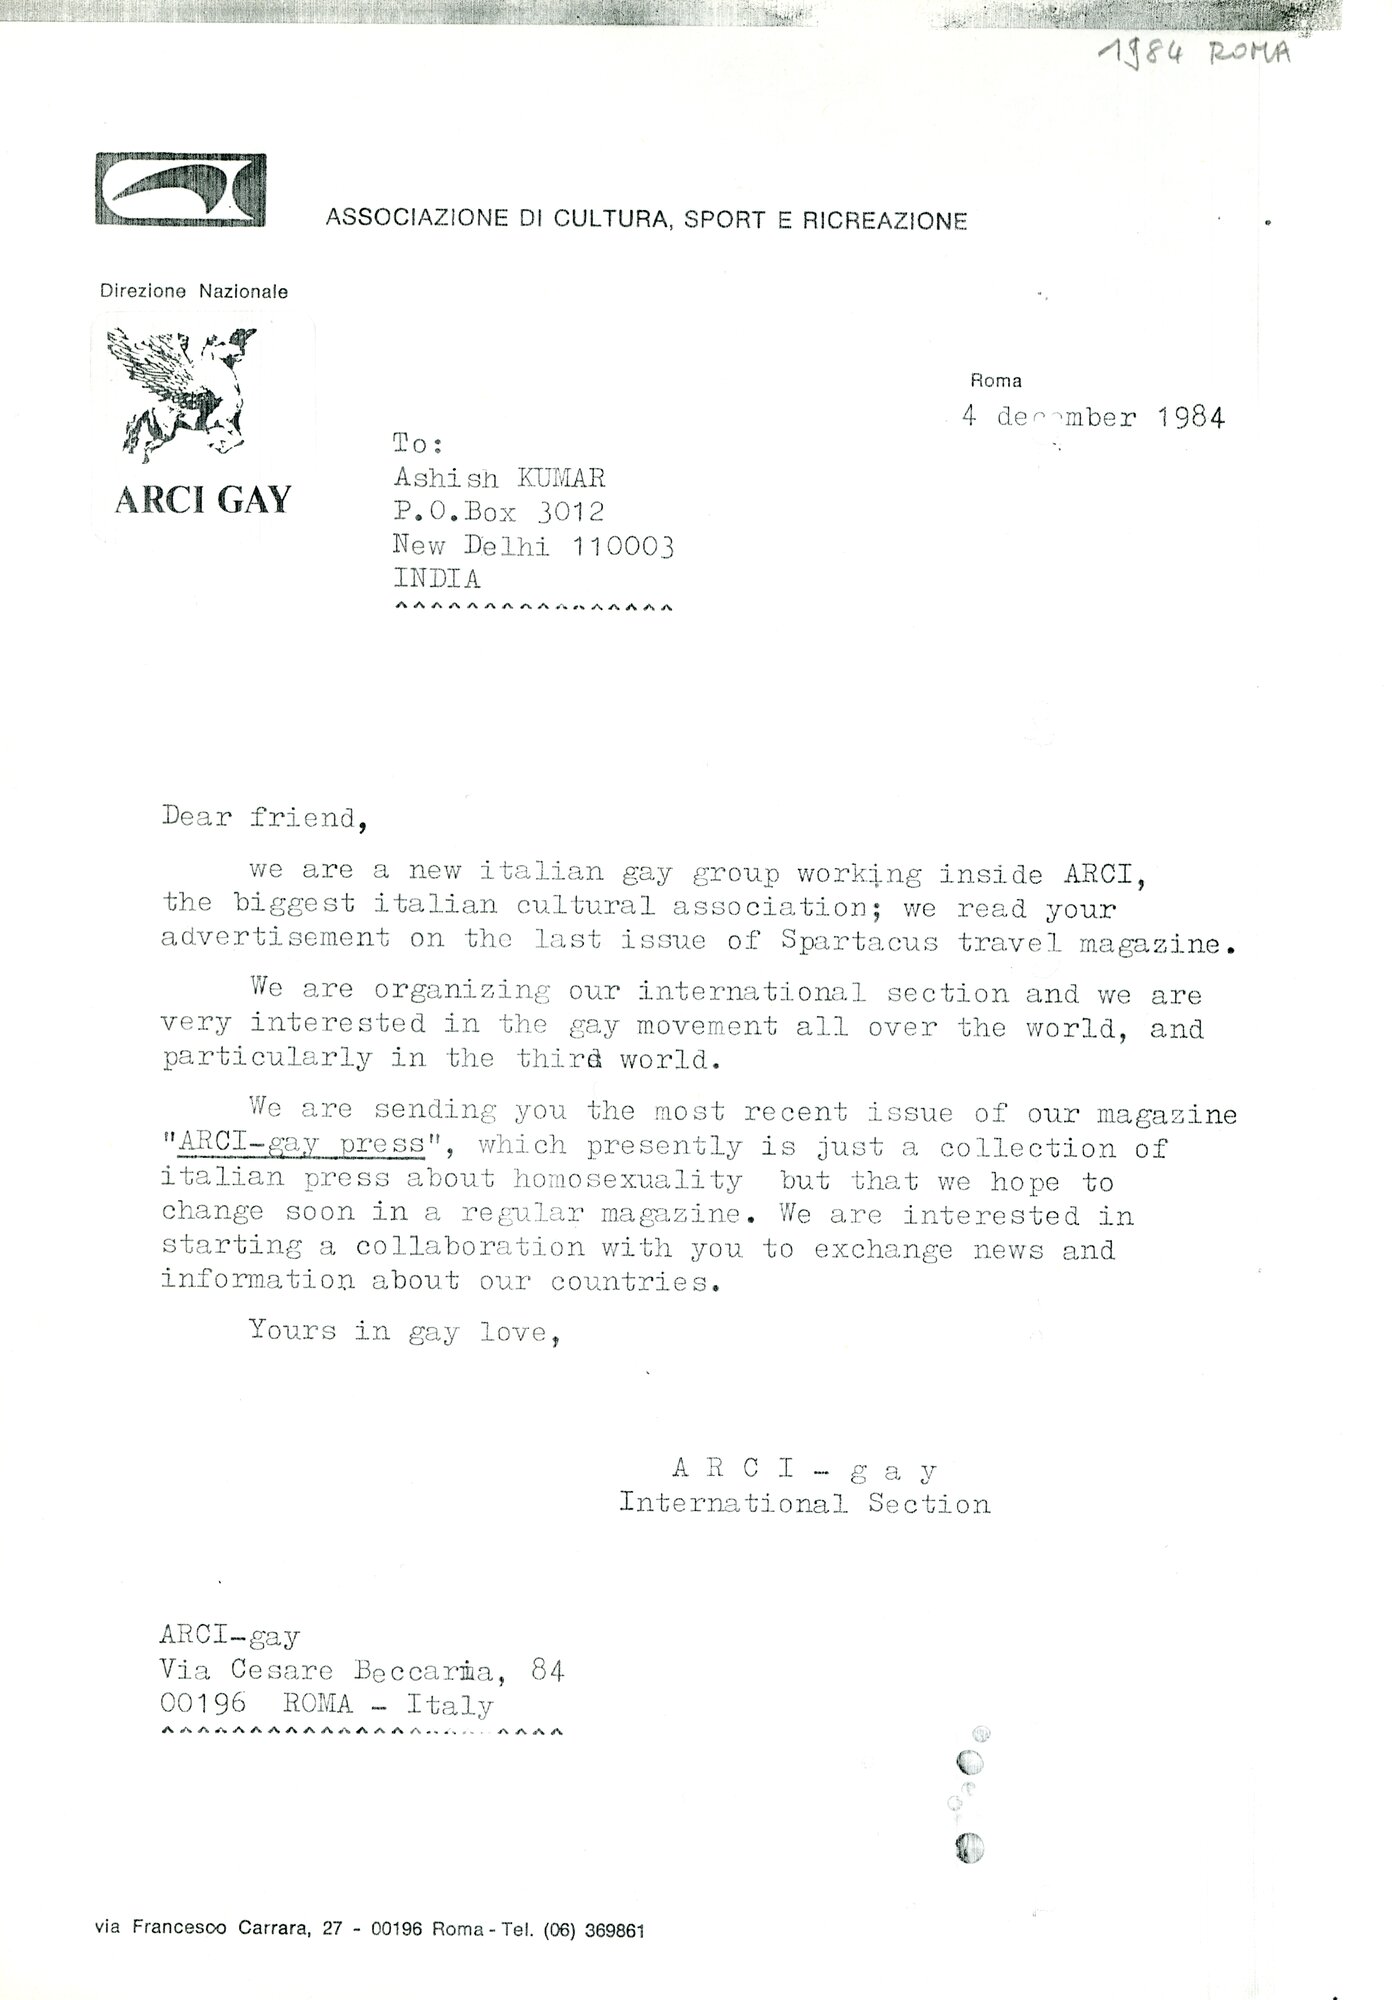 1984 ROMA
ASSOCIAZIONE DI CULTURA, SPORT E RICREAZIONE
Direzione Nazionale
ARCI GAY
Roma
4 december 1984
To:
Ashish KUMAR
P.O.Box 3012
New Delhi 110003
INDIA
^^^^^^^^^^^^^^^^
Dear friend,
we are a new italian gay group working inside ARCI,
the biggest italian cultural association; we read your
advertisement on the last issue of Spartacus travel magazine.
We are organizing our international section and we are
very interested in the gay movement all over the world, and
particularly in the third world.
We are sending you the most recent issue of our magazine
"ARCI-gay press", which presently is just a collection of
italian press about homosexuality but that we hope to
change soon in a regular magazine. We are interested in
starting a collaboration with you to exchange news and
information about our countries.
Yours in gay love,
A R C I - g a y
International Section
ARCI-gay
Via Cesare Beccaria, 84
00196 ROMA - Italy
^^^^^^^^^^^^^^^^^^^^^^^
via Francesco Carrara, 27 - 00196 Roma - Tel. (06) 369861